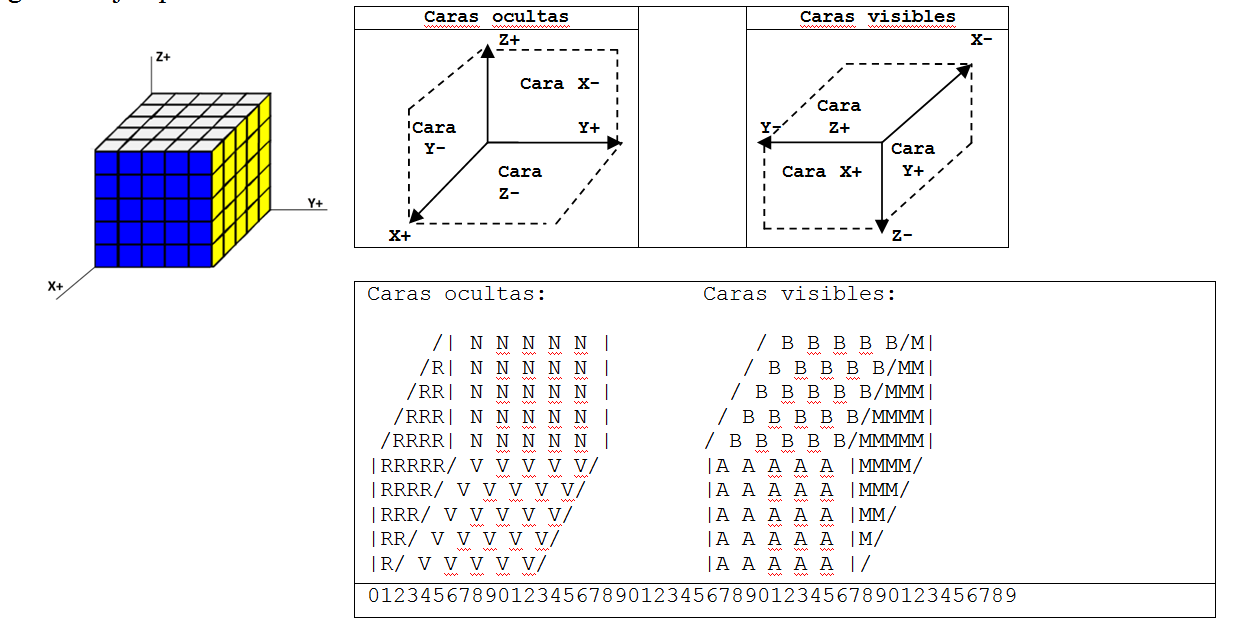 Z+
Y+
X+
Caras ocultas
Caras visibles
Z+
Cara X-
Cara
Y-
Y+
Cara
Z-
X+
X-
Cara
Z+
Y-
Cara
Y+
Cara X+
Z-
Caras ocultas:            Caras visibles:
     /| N N N N N |           / B B B B B/M|
    /R| N N N N N |          / B B B B B/MM|
   /RR| N N N N N |         / B B B B B/MMM|
  /RRR| N N N N N |        / B B B B B/MMMM|
 /RRRR| N N N N N |       / B B B B B/MMMMM|
|RRRRR/ V V V V V/        |A A A A A |MMMM/
|RRRR/ V V V V V/         |A A A A A |MMM/
|RRR/ V V V V V/          |A A A A A |MM/
|RR/ V V V V V/           |A A A A A |M/
|R/ V V V V V/            |A A A A A |/
01234567890123456789012345678901234567890123456789